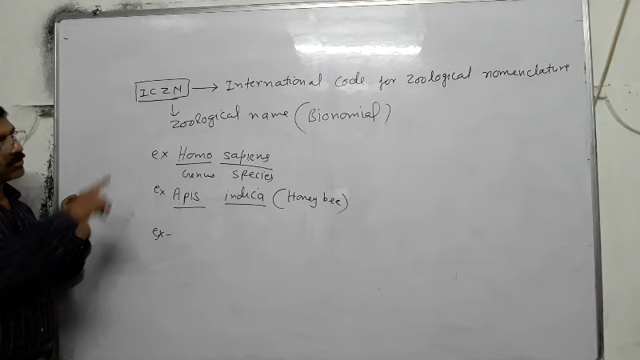 ICZN → International Code for Zoological nomenclature
↓
Zoological name (Bionomial)
ex Homo sapiens
Genus species
ex Apis indica (Honey bee)
ex-